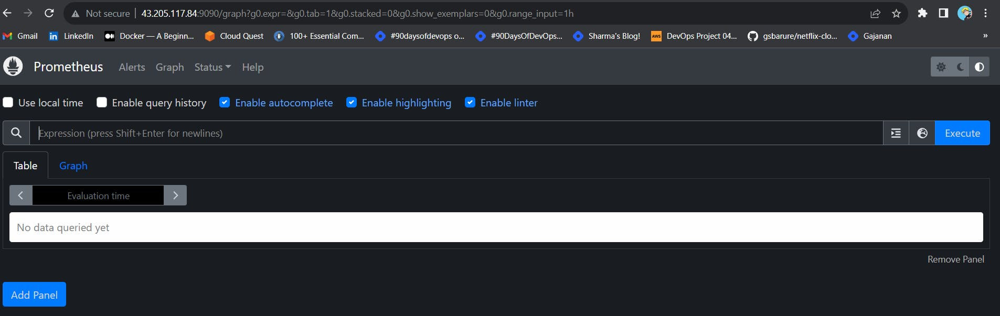 Not secure | 43.205.117.84:9090/graph?g0.expr=&g0.tab=1&g0.stacked=0&g0.show_exemplars=0&g0.range_input=1h
Gmail LinkedIn Docker — A Beginn... Cloud Quest 100+ Essential Com... #90daysofdevops o... #90DaysOfDevOps... Sharma's Blog! aws DevOps Project 04... gsbarure/netflix-clo... Gajanan »
Prometheus Alerts Graph Status Help
Use local time Enable query history Enable autocomplete Enable highlighting Enable linter
Expression (press Shift+Enter for newlines) Execute
Table Graph
Evaluation time
No data queried yet
Remove Panel
Add Panel